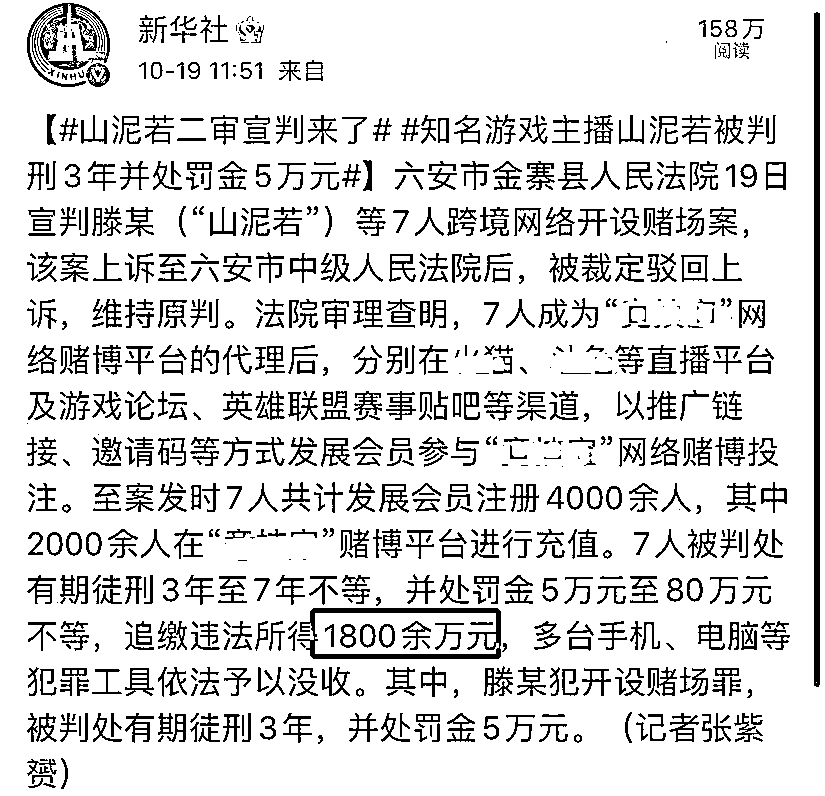 新华社
158万
阅读
10-19 11:51 来自
XINHU
【#山泥若二审宣判来了# #知名游戏主播山泥若被判
刑3年并处罚金5万元#】六安市金寨县人民法院19日
宣判滕某（“山泥若”）等7人跨境网络开设赌场案，
该案上诉至六安市中级人民法院后，被裁定驳回上
诉，维持原判。法院审理查明，7人成为“”网
络赌博平台的代理后，分别在猫、等直播平台
及游戏论坛、英雄联盟赛事贴吧等渠道，以推广链
接、邀请码等方式发展会员参与“”网络赌博投
注。至案发时7人共计发展会员注册4000余人，其中
2000余人在“”赌博平台进行充值。7人被判处
有期徒刑3年至7年不等，并处罚金5万元至80万元
不等，追缴违法所得1800余万元，多台手机、电脑等
犯罪工具依法予以没收。其中，滕某犯开设赌场罪，
被判处有期徒刑3年，并处罚金5万元。（记者张紫
赟）